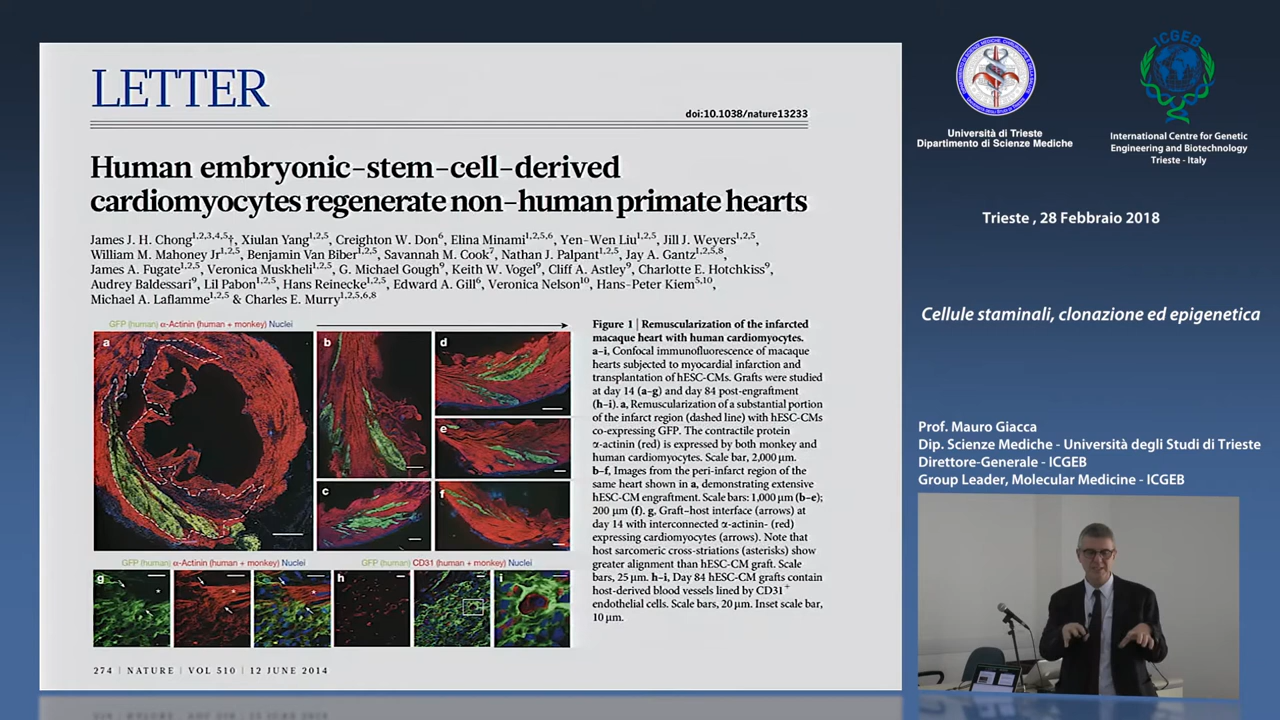 LETTER
doi:10.1038/nature13233
Human embryonic-stem-cell-derived
cardiomyocytes regenerate non-human primate hearts
James J. H. Chong1,2,3,4,5†, Xiulan Yang1,2,5, Creighton W. Don6, Elina Minami1,2,5,6, Yen-Wen Liu1,2,5, Jill J. Weyers1,2,5,
William M. Mahoney Jr1,2,5, Benjamin Van Biber1,2,5, Savannah M. Cook7, Nathan J. Palpant1,2,5, Jay A. Gantz1,2,5,8,
James A. Fugate1,2,5, Veronica Muskheli1,2,5, G. Michael Gough9, Keith W. Vogel9, Cliff A. Astley9, Charlotte E. Hotchkiss9,
Audrey Baldessari9, Lil Pabon1,2,5, Hans Reinecke1,2,5, Edward A. Gill6, Veronica Nelson10, Hans-Peter Kiem5,10,
Michael A. Laflamme1,2,5 & Charles E. Murry1,2,5,6,8
GFP (human) α-Actinin (human + monkey) Nuclei
a
b
c
d
e
f
GFP (human) α-Actinin (human + monkey) Nuclei
GFP (human) CD31 (human + monkey) Nuclei
g
h
i
Figure 1 | Remuscularization of the infarcted
macaque heart with human cardiomyocytes.
a–i, Confocal immunofluorescence of macaque
hearts subjected to myocardial infarction and
transplantation of hESC-CMs. Grafts were studied
at day 14 (a–g) and day 84 post-engraftment
(h–i). a, Remuscularization of a substantial portion
of the infarct region (dashed line) with hESC-CMs
co-expressing GFP. The contractile protein
α-actinin (red) is expressed by both monkey and
human cardiomyocytes. Scale bar, 2,000 μm.
b–f, Images from the peri-infarct region of the
same heart shown in a, demonstrating extensive
hESC-CM engraftment. Scale bars: 1,000 μm (b–e);
200 μm (f). g, Graft–host interface (arrows) at
day 14 with interconnected α-actinin- (red)
expressing cardiomyocytes (arrows). Note that
host sarcomeric cross-striations (asterisks) show
greater alignment than hESC-CM graft. Scale
bars, 25 μm. h–i, Day 84 hESC-CM grafts contain
host-derived blood vessels lined by CD31+
endothelial cells. Scale bars, 20 μm. Inset scale bar,
10 μm.
274 | NATURE | VOL 510 | 12 JUNE 2014
ICGEB
Università di Trieste
Dipartimento di Scienze Mediche
International Centre for Genetic
Engineering and Biotechnology
Trieste - Italy
Trieste , 28 Febbraio 2018
Cellule staminali, clonazione ed epigenetica
Prof. Mauro Giacca
Dip. Scienze Mediche - Università degli Studi di Trieste
Direttore-Generale - ICGEB
Group Leader, Molecular Medicine - ICGEB